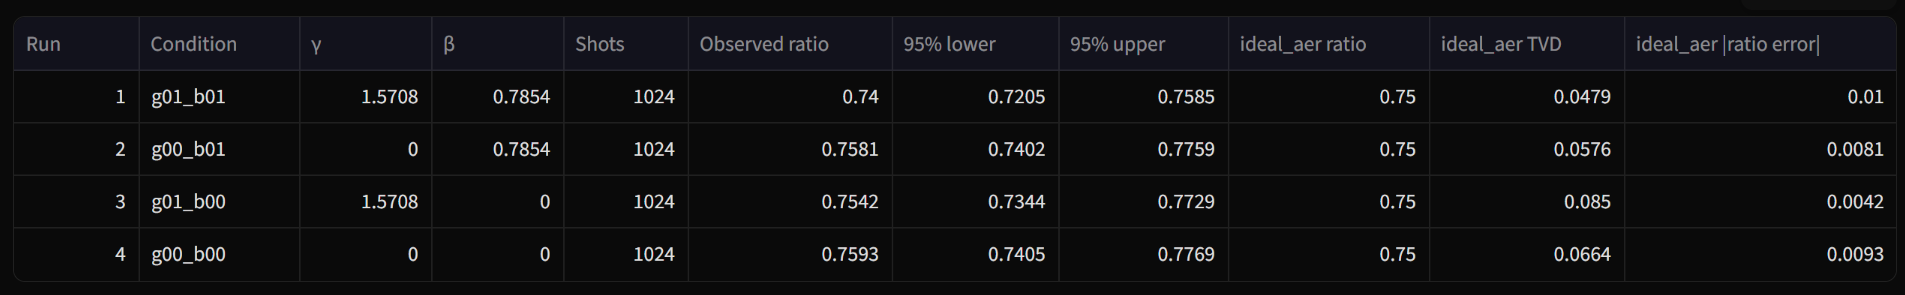 Run Condition γ β Shots Observed ratio 95% lower 95% upper ideal_aer ratio ideal_aer TVD ideal_aer |ratio error|
1 g01_b01 1.5708 0.7854 1024 0.74 0.7205 0.7585 0.75 0.0479 0.01
2 g00_b01 0 0.7854 1024 0.7581 0.7402 0.7759 0.75 0.0576 0.0081
3 g01_b00 1.5708 0 1024 0.7542 0.7344 0.7729 0.75 0.085 0.0042
4 g00_b00 0 0 1024 0.7593 0.7405 0.7769 0.75 0.0664 0.0093